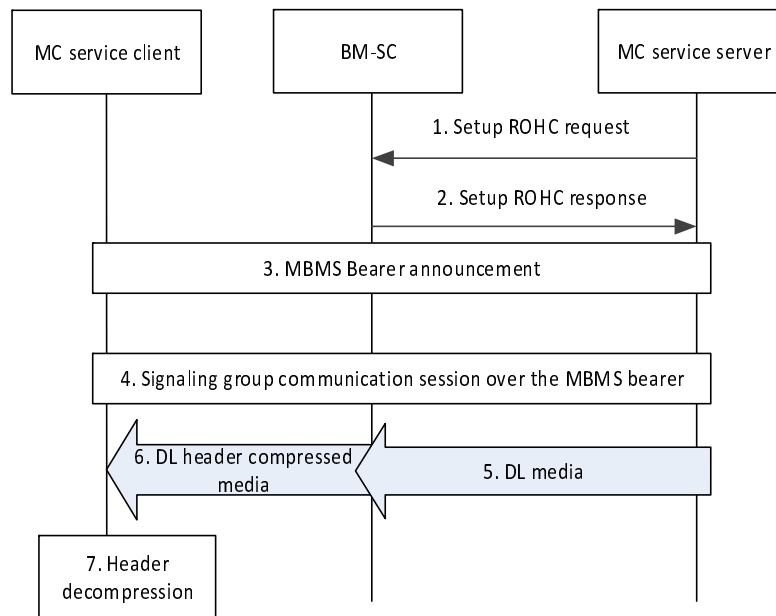 MC service client
BM-SC
MC service server
1. Setup ROHC request
2. Setup ROHC response
3. MBMS Bearer announcement
4. Signaling group communication session over the MBMS bearer
6. DL header compressed
media
5. DL media
7. Header
decompression